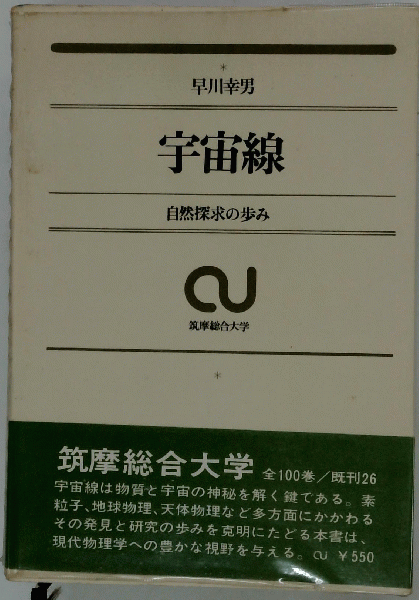 *
早川幸男
宇宙線
自然探求の歩み
筑摩総合大学
*
筑摩総合大学 全100巻/既刊26
宇宙線は物質と宇宙の神秘を解く鍵である。素
粒子、地球物理、天体物理など多方面にかかわる
その発見と研究の歩みを克明にたどる本書は、
現代物理学への豊かな視野を与える。 ¥550